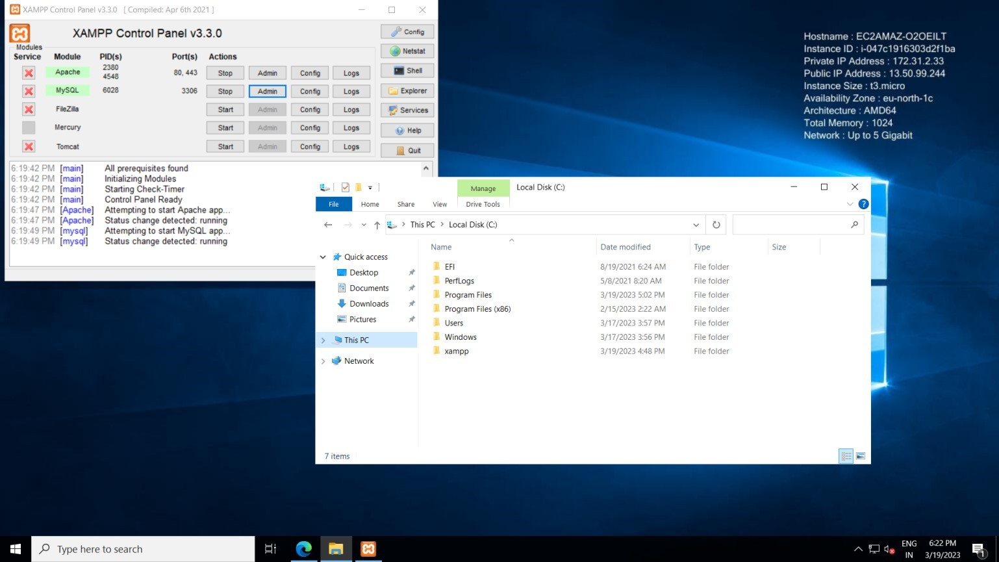 XAMPP Control Panel v3.3.0 [ Compiled: Apr 6th 2021 ]
XAMPP Control Panel v3.3.0
Config
Modules
Service Module PID(s) Port(s) Actions
Netstat
Apache 2380 4548 80, 443 Stop Admin Config Logs
Shell
MySQL 6028 3306 Stop Admin Config Logs
Explorer
FileZilla Start Admin Config Logs
Services
Mercury Start Admin Config Logs
Help
Tomcat Start Admin Config Logs
Quit
6:19:42 PM [main] All prerequisites found
6:19:42 PM [main] Initializing Modules
6:19:42 PM [main] Starting Check-Timer
6:19:42 PM [main] Control Panel Ready
6:19:47 PM [Apache] Attempting to start Apache app...
6:19:47 PM [Apache] Status change detected: running
6:19:49 PM [mysql] Attempting to start MySQL app...
6:19:49 PM [mysql] Status change detected: running
Hostname : EC2AMAZ-O2OEILT
Instance ID : i-047c1916303d2f1ba
Private IP Address : 172.31.2.33
Public IP Address : 13.50.99.244
Instance Size : t3.micro
Availability Zone : eu-north-1c
Architecture : AMD64
Total Memory : 1024
Network : Up to 5 Gigabit
Manage Local Disk (C:)
File Home Share View Drive Tools
This PC Local Disk (C:)
Name Date modified Type Size
Quick access
Desktop
Documents
Downloads
Pictures
This PC
Network
EFI 8/19/2021 6:24 AM File folder
PerfLogs 5/8/2021 8:20 AM File folder
Program Files 3/19/2023 5:02 PM File folder
Program Files (x86) 2/15/2023 2:22 AM File folder
Users 3/17/2023 3:57 PM File folder
Windows 3/17/2023 3:56 PM File folder
xampp 3/19/2023 4:48 PM File folder
7 items
Type here to search
ENG
IN
6:22 PM
3/19/2023
1